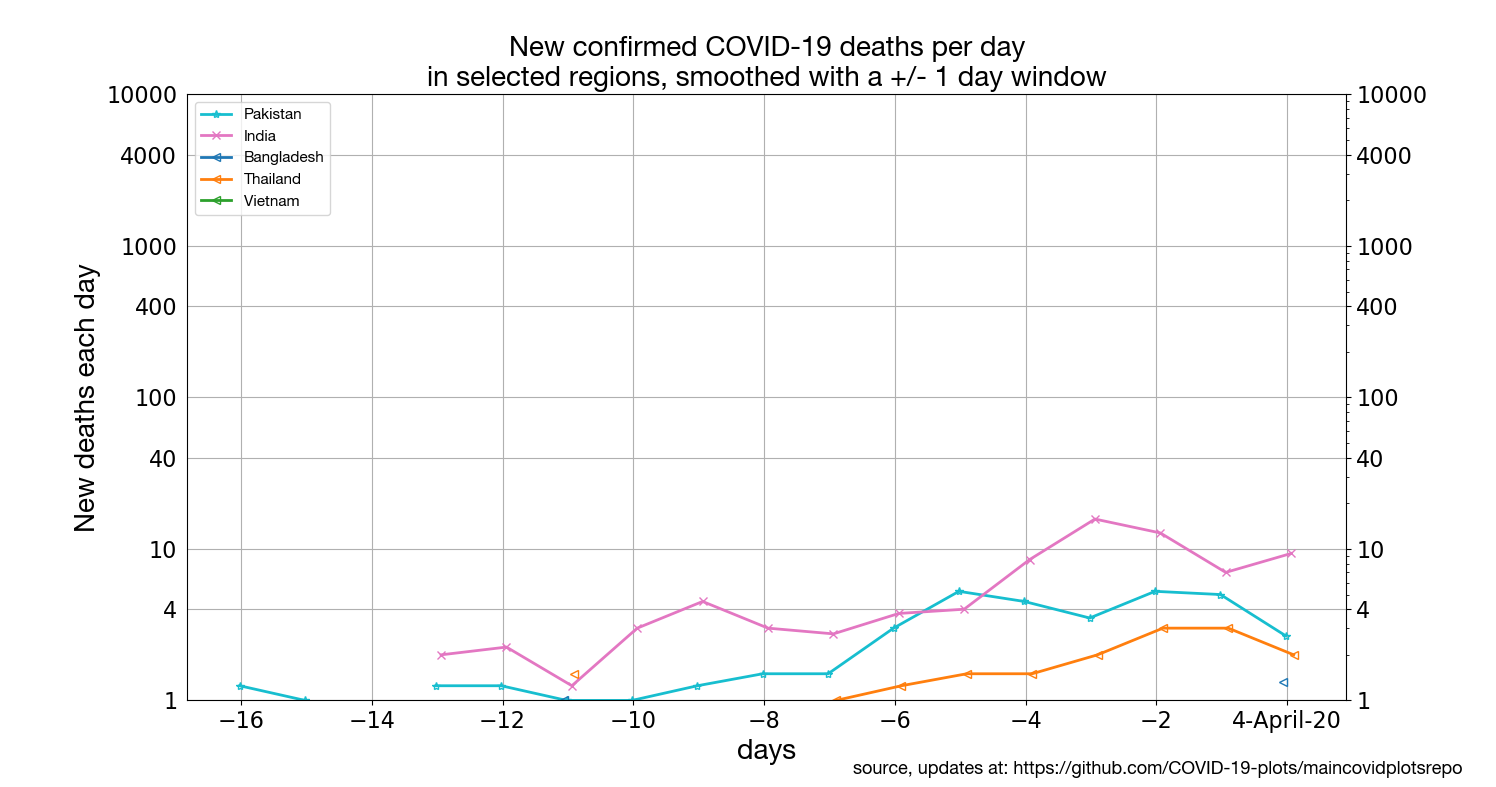 New confirmed COVID-19 deaths per day
in selected regions, smoothed with a +/- 1 day window
10000
4000
1000
400
100
40
10
4
1
New deaths each day
Pakistan
India
Bangladesh
Thailand
Vietnam
10000
4000
1000
400
100
40
10
4
1
−16 −14 −12 −10 −8 −6 −4 −2 4-April-20
days
source, updates at: https://github.com/COVID-19-plots/maincovidplotsrepo